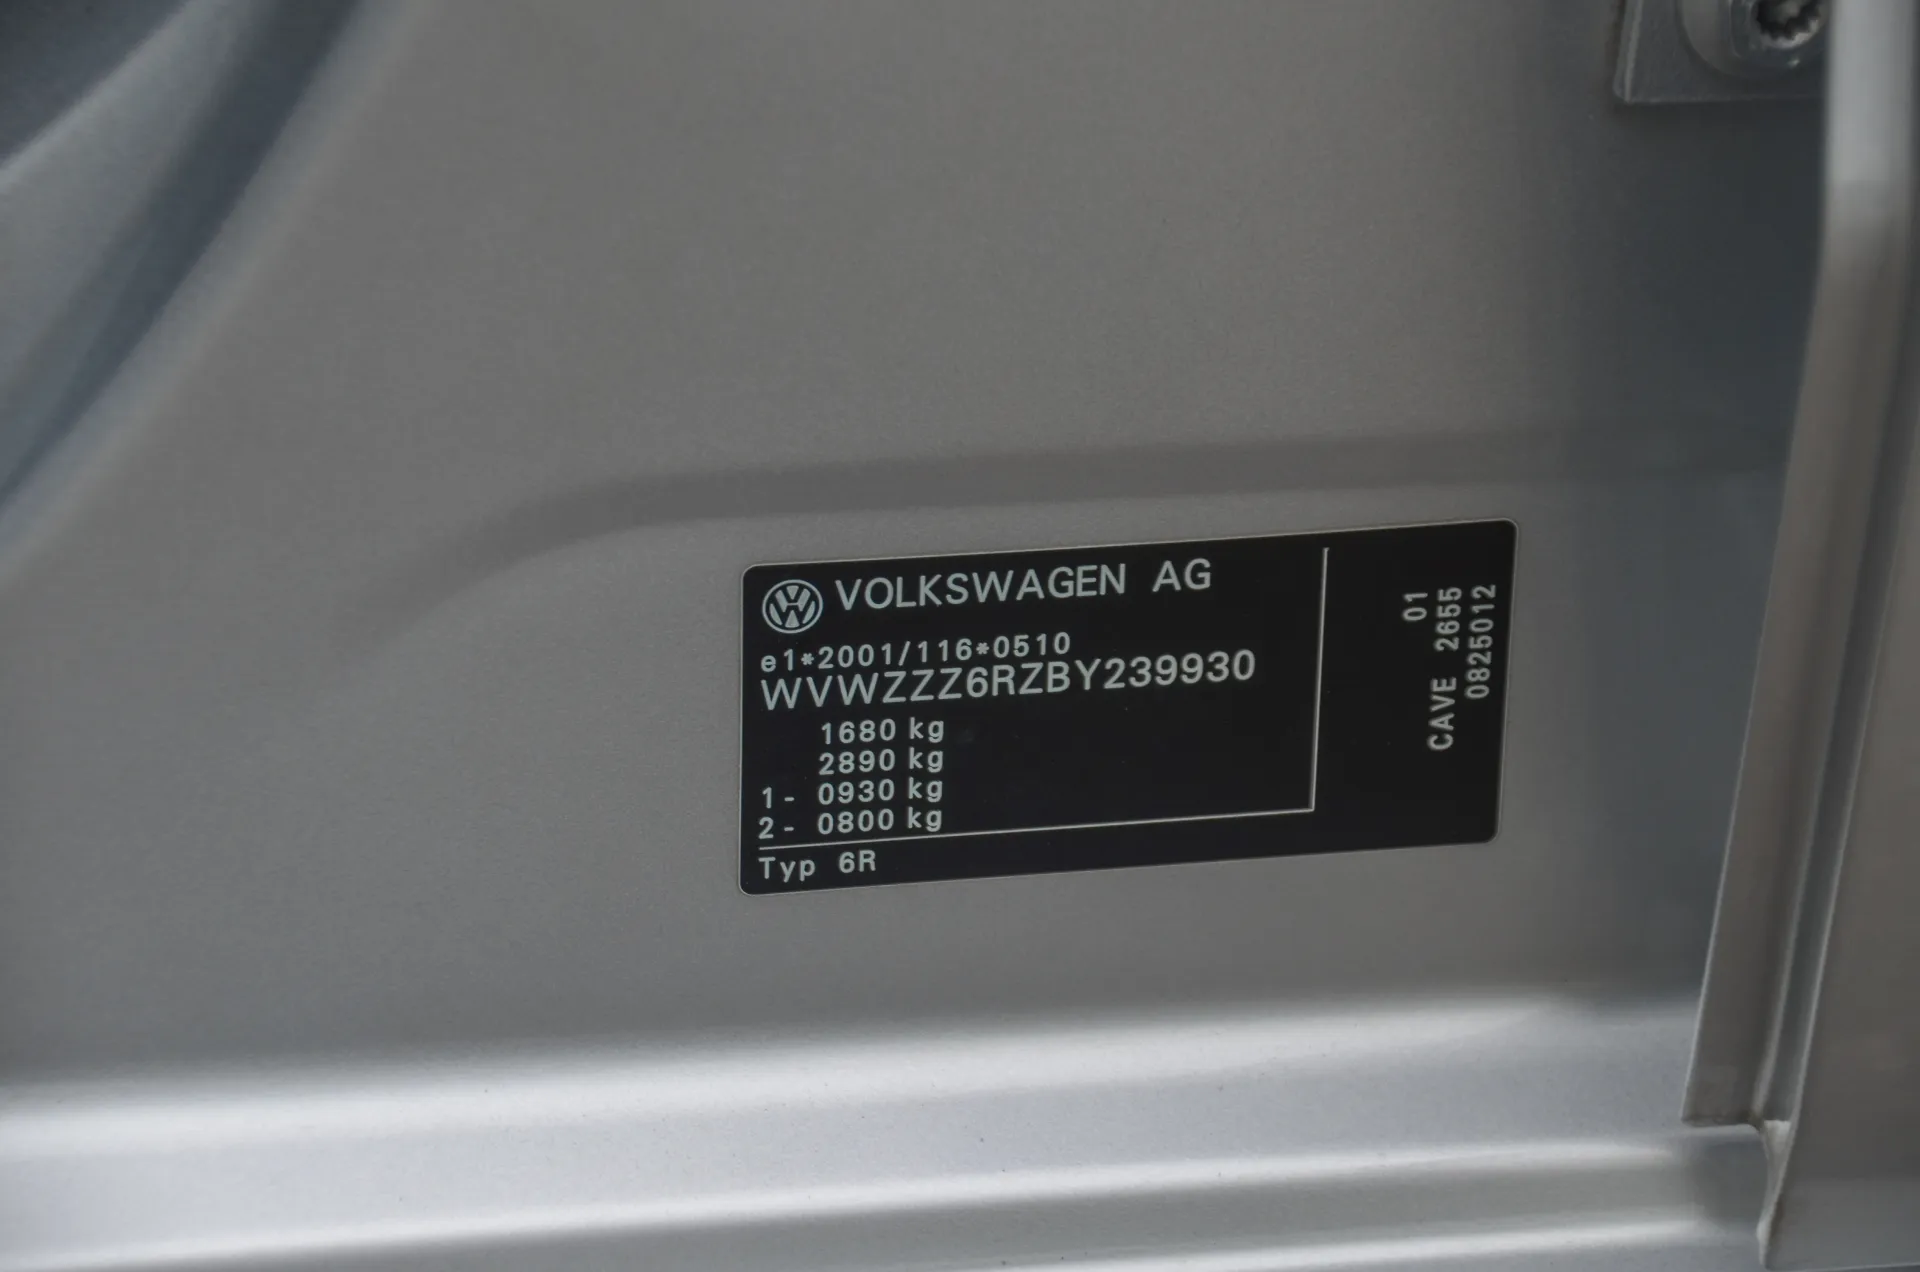 VOLKSWAGEN AG
e1*2001/116*0510
WVWZZZ6RZBY239930
1680 kg
2890 kg
1- 0930 kg
2- 0800 kg
Typ 6R
01
CAVE 2655
0825012